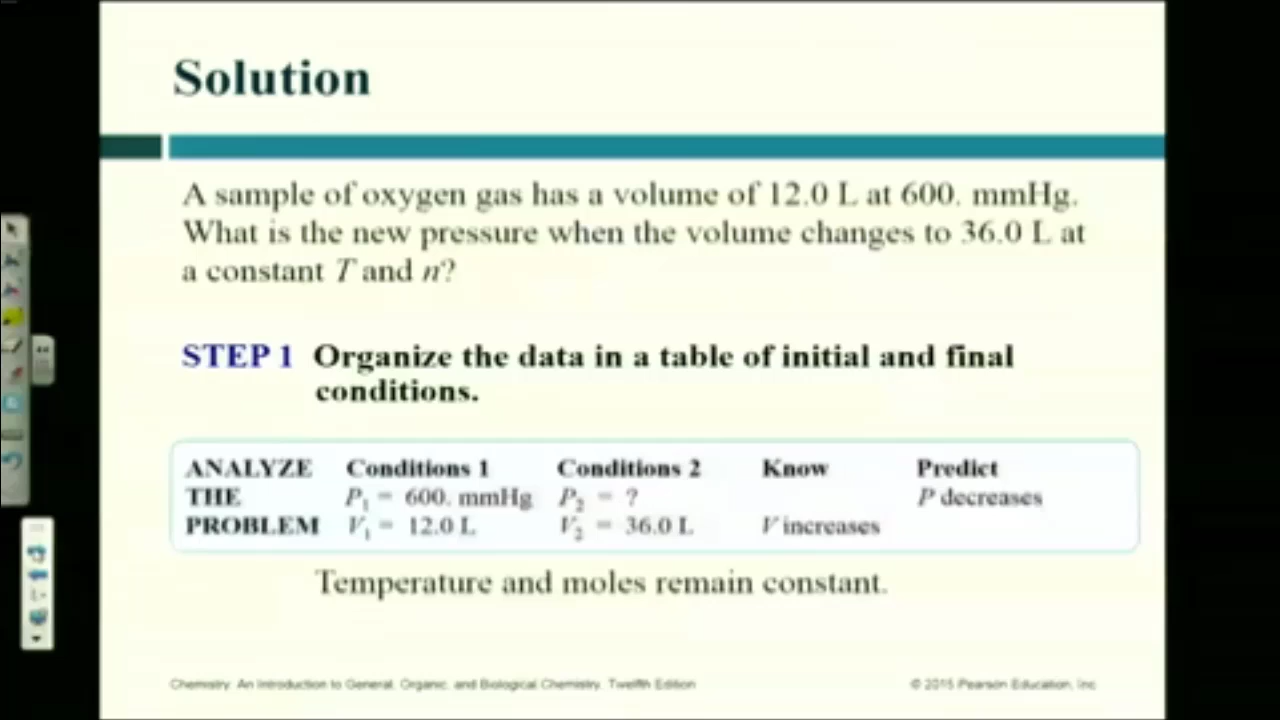 Solution
A sample of oxygen gas has a volume of 12.0 L at 600. mmHg.
What is the new pressure when the volume changes to 36.0 L at
a constant T and n?
STEP 1 Organize the data in a table of initial and final
conditions.
ANALYZE Conditions 1 Conditions 2 Know Predict
THE P₁ = 600. mmHg P₂ = ? P decreases
PROBLEM V₁ = 12.0 L V₂ = 36.0 L V increases
Temperature and moles remain constant.
Chemistry: An Introduction to General, Organic, and Biological Chemistry, Twelfth Edition
© 2015 Pearson Education, Inc.